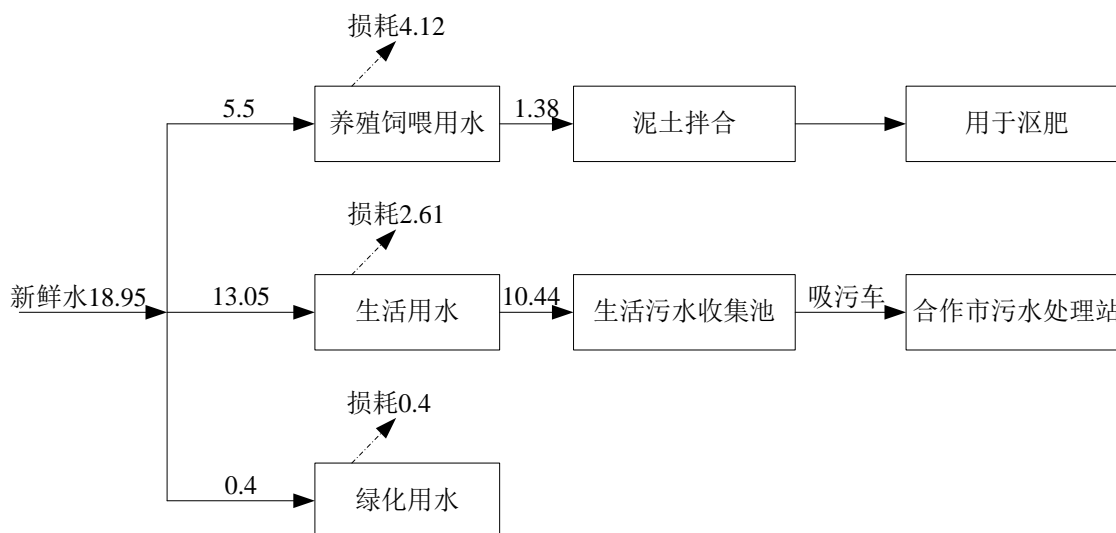 损耗4.12
5.5
养殖饲喂用水
1.38
泥土拌合
用于沤肥
损耗2.61
新鲜水18.95
13.05
生活用水
10.44
生活污水收集池
吸污车
合作市污水处理站
损耗0.4
0.4
绿化用水